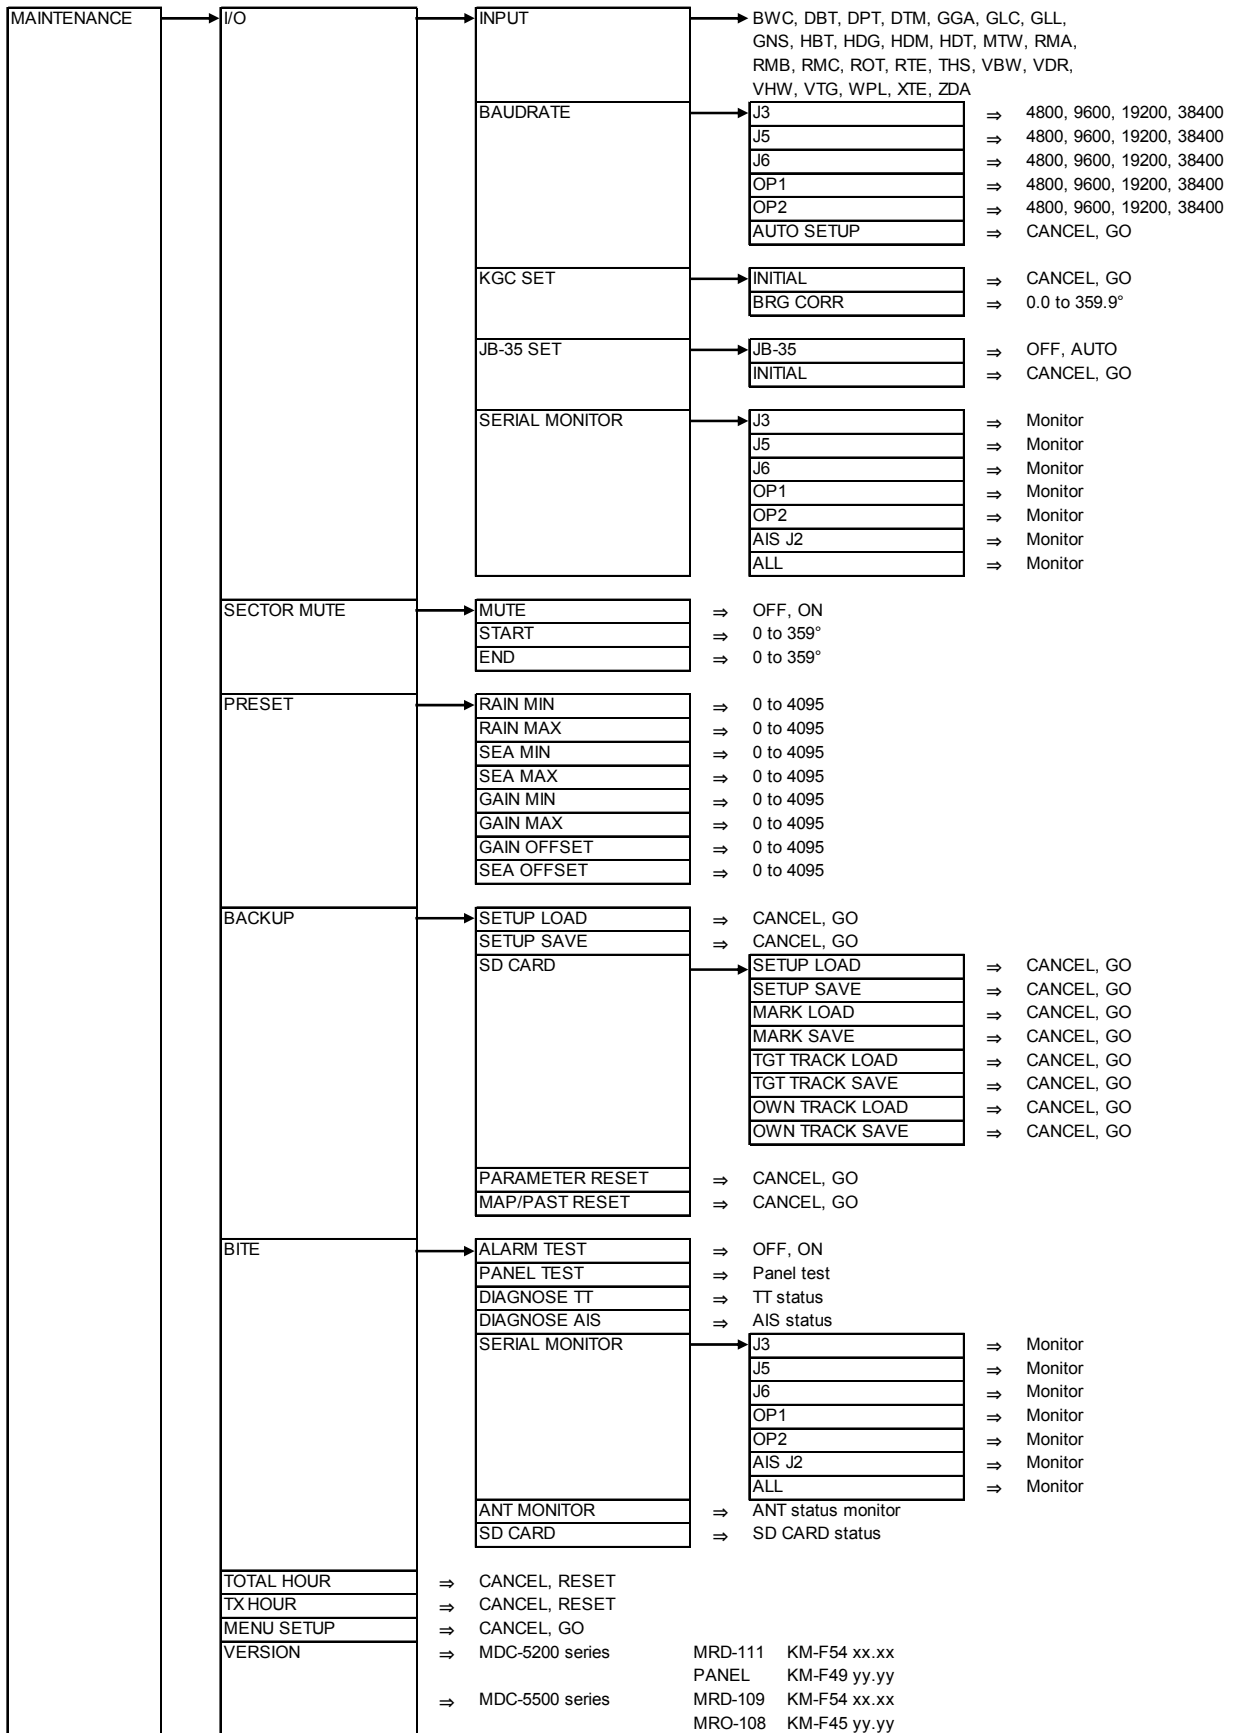 MAINTENANCE I/O INPUT BWC, DBT, DPT, DTM, GGA, GLC, GLL,
GNS, HBT, HDG, HDM, HDT, MTW, RMA,
RMB, RMC, ROT, RTE, THS, VBW, VDR,
VHW, VTG, WPL, XTE, ZDA
BAUDRATE J3 ⇒ 4800, 9600, 19200, 38400
J5 ⇒ 4800, 9600, 19200, 38400
J6 ⇒ 4800, 9600, 19200, 38400
OP1 ⇒ 4800, 9600, 19200, 38400
OP2 ⇒ 4800, 9600, 19200, 38400
AUTO SETUP ⇒ CANCEL, GO
KGC SET INITIAL ⇒ CANCEL, GO
BRG CORR ⇒ 0.0 to 359.9°
JB-35 SET JB-35 ⇒ OFF, AUTO
INITIAL ⇒ CANCEL, GO
SERIAL MONITOR J3 ⇒ Monitor
J5 ⇒ Monitor
J6 ⇒ Monitor
OP1 ⇒ Monitor
OP2 ⇒ Monitor
AIS J2 ⇒ Monitor
ALL ⇒ Monitor
SECTOR MUTE MUTE ⇒ OFF, ON
START ⇒ 0 to 359°
END ⇒ 0 to 359°
PRESET RAIN MIN ⇒ 0 to 4095
RAIN MAX ⇒ 0 to 4095
SEA MIN ⇒ 0 to 4095
SEA MAX ⇒ 0 to 4095
GAIN MIN ⇒ 0 to 4095
GAIN MAX ⇒ 0 to 4095
GAIN OFFSET ⇒ 0 to 4095
SEA OFFSET ⇒ 0 to 4095
BACKUP SETUP LOAD ⇒ CANCEL, GO
SETUP SAVE ⇒ CANCEL, GO
SD CARD SETUP LOAD ⇒ CANCEL, GO
SETUP SAVE ⇒ CANCEL, GO
MARK LOAD ⇒ CANCEL, GO
MARK SAVE ⇒ CANCEL, GO
TGT TRACK LOAD ⇒ CANCEL, GO
TGT TRACK SAVE ⇒ CANCEL, GO
OWN TRACK LOAD ⇒ CANCEL, GO
OWN TRACK SAVE ⇒ CANCEL, GO
PARAMETER RESET ⇒ CANCEL, GO
MAP/PAST RESET ⇒ CANCEL, GO
BITE ALARM TEST ⇒ OFF, ON
PANEL TEST ⇒ Panel test
DIAGNOSE TT ⇒ TT status
DIAGNOSE AIS ⇒ AIS status
SERIAL MONITOR J3 ⇒ Monitor
J5 ⇒ Monitor
J6 ⇒ Monitor
OP1 ⇒ Monitor
OP2 ⇒ Monitor
AIS J2 ⇒ Monitor
ALL ⇒ Monitor
ANT MONITOR ⇒ ANT status monitor
SD CARD ⇒ SD CARD status
TOTAL HOUR ⇒ CANCEL, RESET
TX HOUR ⇒ CANCEL, RESET
MENU SETUP ⇒ CANCEL, GO
VERSION ⇒ MDC-5200 series MRD-111 KM-F54 xx.xx
PANEL KM-F49 yy.yy
⇒ MDC-5500 series MRD-109 KM-F54 xx.xx
MRO-108 KM-F45 yy.yy